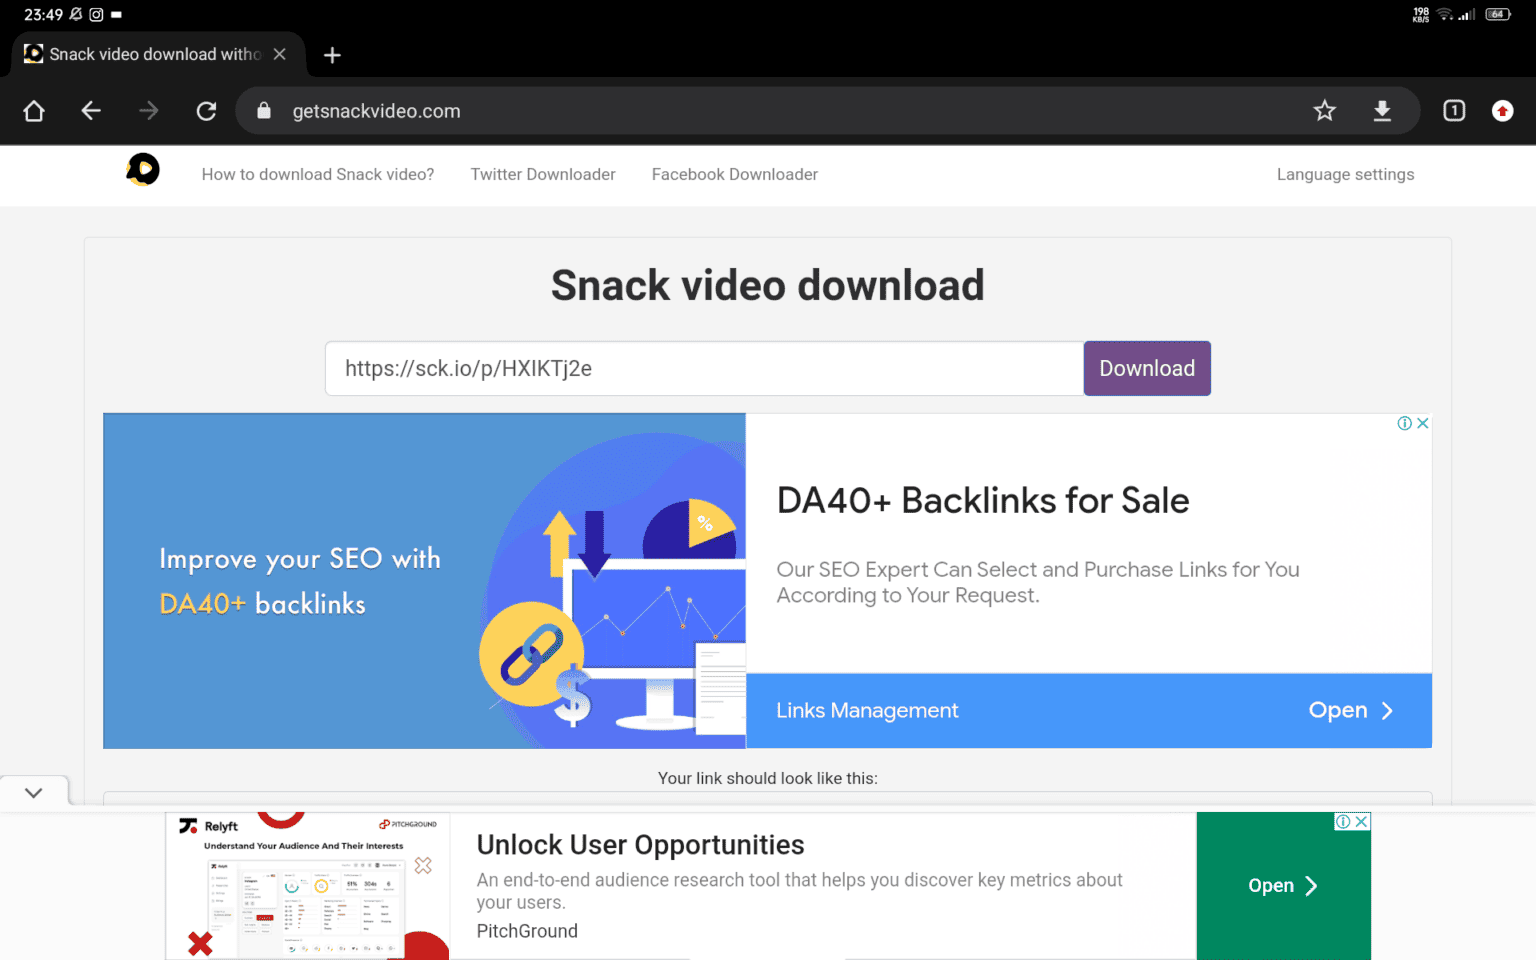 23:49
198
KB/S
64
Snack video download witho
getsnackvideo.com
1
How to download Snack video?
Twitter Downloader
Facebook Downloader
Language settings
Snack video download
https://sck.io/p/HXIKTj2e
Download
Improve your SEO with
DA40+ backlinks
%
$
DA40+ Backlinks for Sale
Our SEO Expert Can Select and Purchase Links for You
According to Your Request.
Links Management
Open
Your link should look like this:
Relyft
PITCHGROUND
Understand Your Audience And Their Interests
Unlock User Opportunities
An end-to-end audience research tool that helps you discover key metrics about
your users.
PitchGround
Open